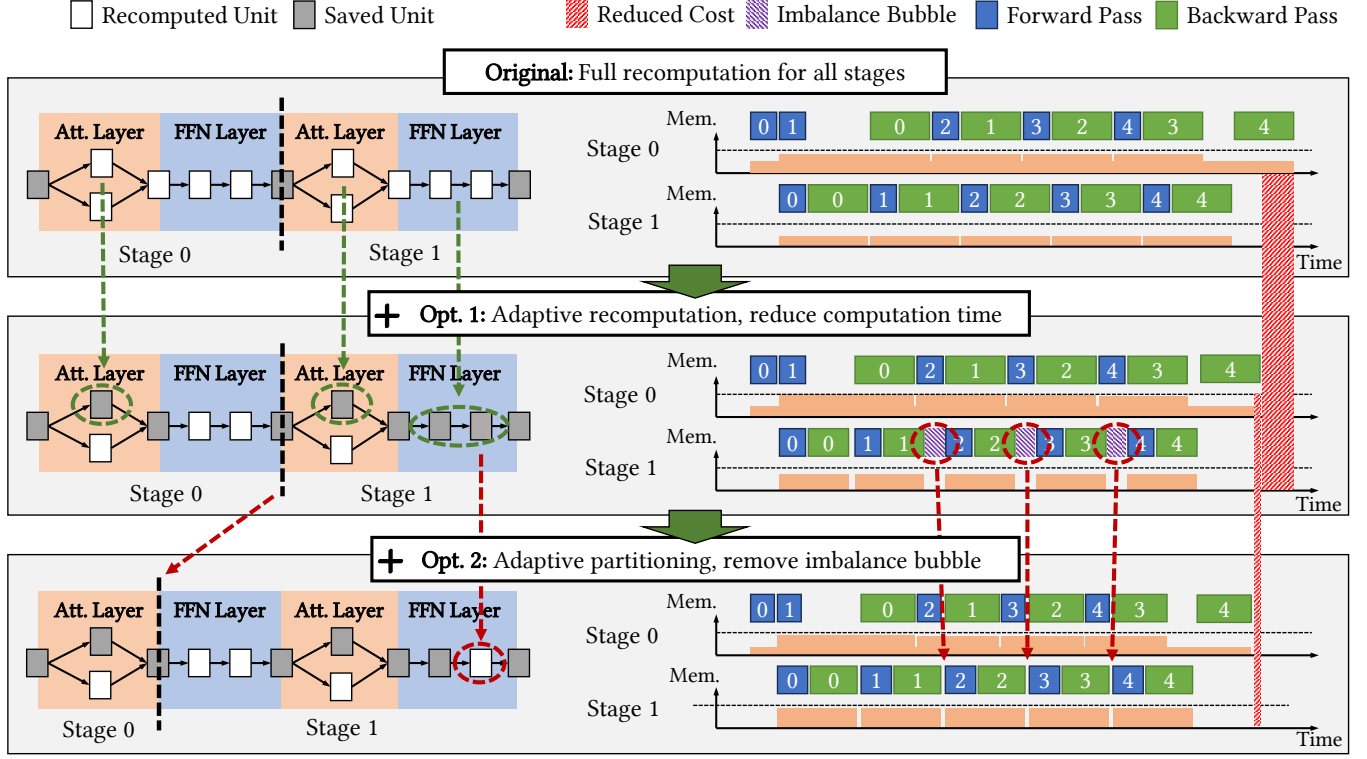 Recomputed Unit Saved Unit Reduced Cost Imbalance Bubble Forward Pass Backward Pass
Original: Full recomputation for all stages
Att. Layer FFN Layer Att. Layer FFN Layer
Stage 0 Stage 1
Mem.
0 1 0 2 1 3 2 4 3 4
Stage 0
Mem.
0 0 1 1 2 2 3 3 4 4
Stage 1
Time
+ Opt. 1: Adaptive recomputation, reduce computation time
Att. Layer FFN Layer Att. Layer FFN Layer
Stage 0 Stage 1
Mem.
0 1 0 2 1 3 2 4 3 4
Stage 0
Mem.
0 0 1 1 2 2 3 3 4 4
Stage 1
Time
+ Opt. 2: Adaptive partitioning, remove imbalance bubble
Att. Layer FFN Layer Att. Layer FFN Layer
Stage 0 Stage 1
Mem.
0 1 0 2 1 3 2 4 3 4
Stage 0
Mem.
0 0 1 1 2 2 3 3 4 4
Stage 1
Time